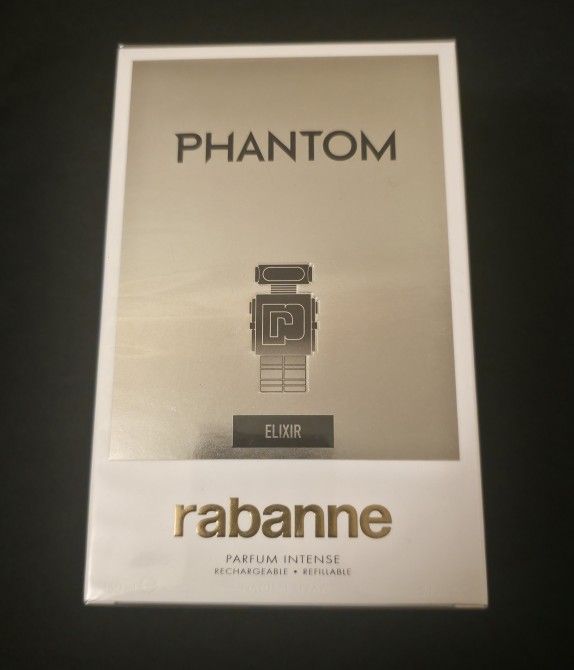 PHANTOM
ELIXIR
rabanne
PARFUM INTENSE
RECHARGEABLE • REFILLABLE